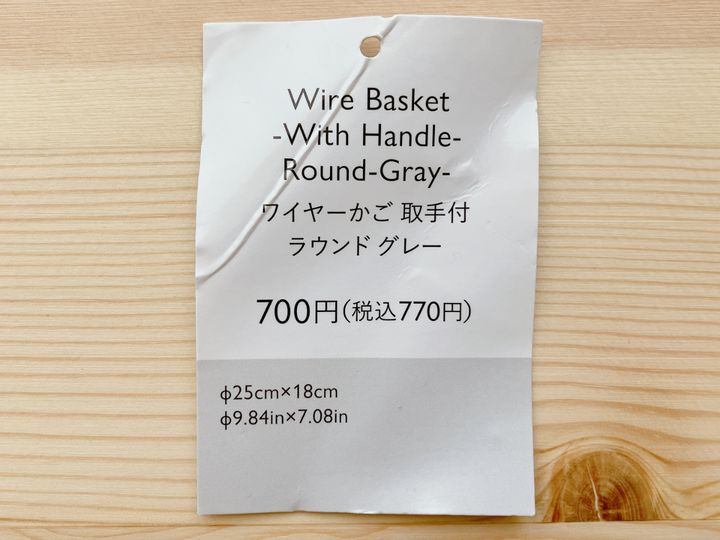 Wire Basket
-With Handle-
Round-Gray-
ワイヤーかご 取手付
ラウンド グレー
700円(税込770円)
φ25cm×18cm
φ9.84in×7.08in